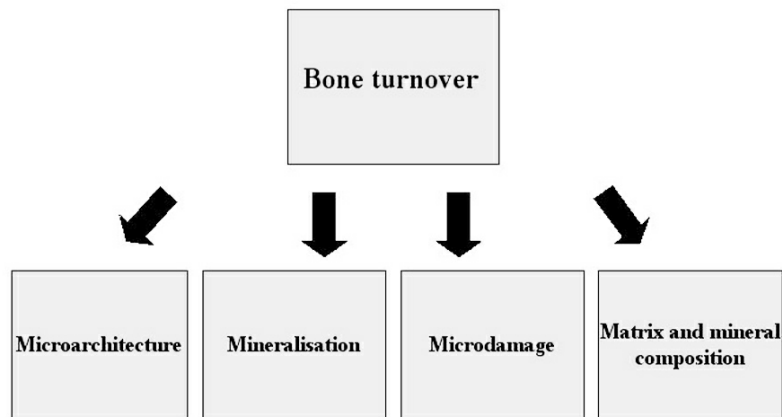 Bone turnover
Microarchitecture
Mineralisation
Microdamage
Matrix and mineral
composition